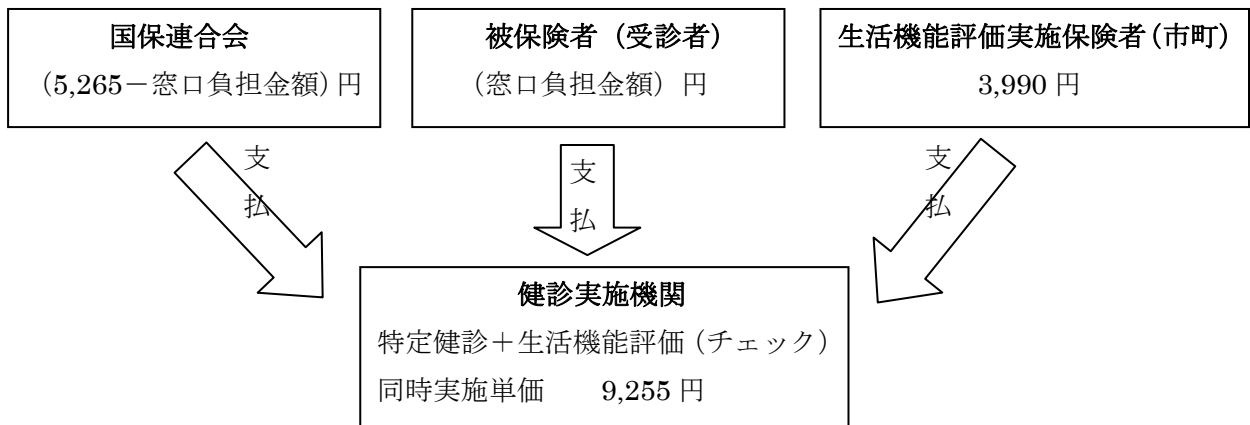 国保連合会
（5,265－窓口負担金額）円
被保険者（受診者）
（窓口負担金額）円
生活機能評価実施保険者（市町）
3,990 円
支
払
支
払
支
払
健診実施機関
特定健診＋生活機能評価（チェック）
同時実施単価　　9,255 円